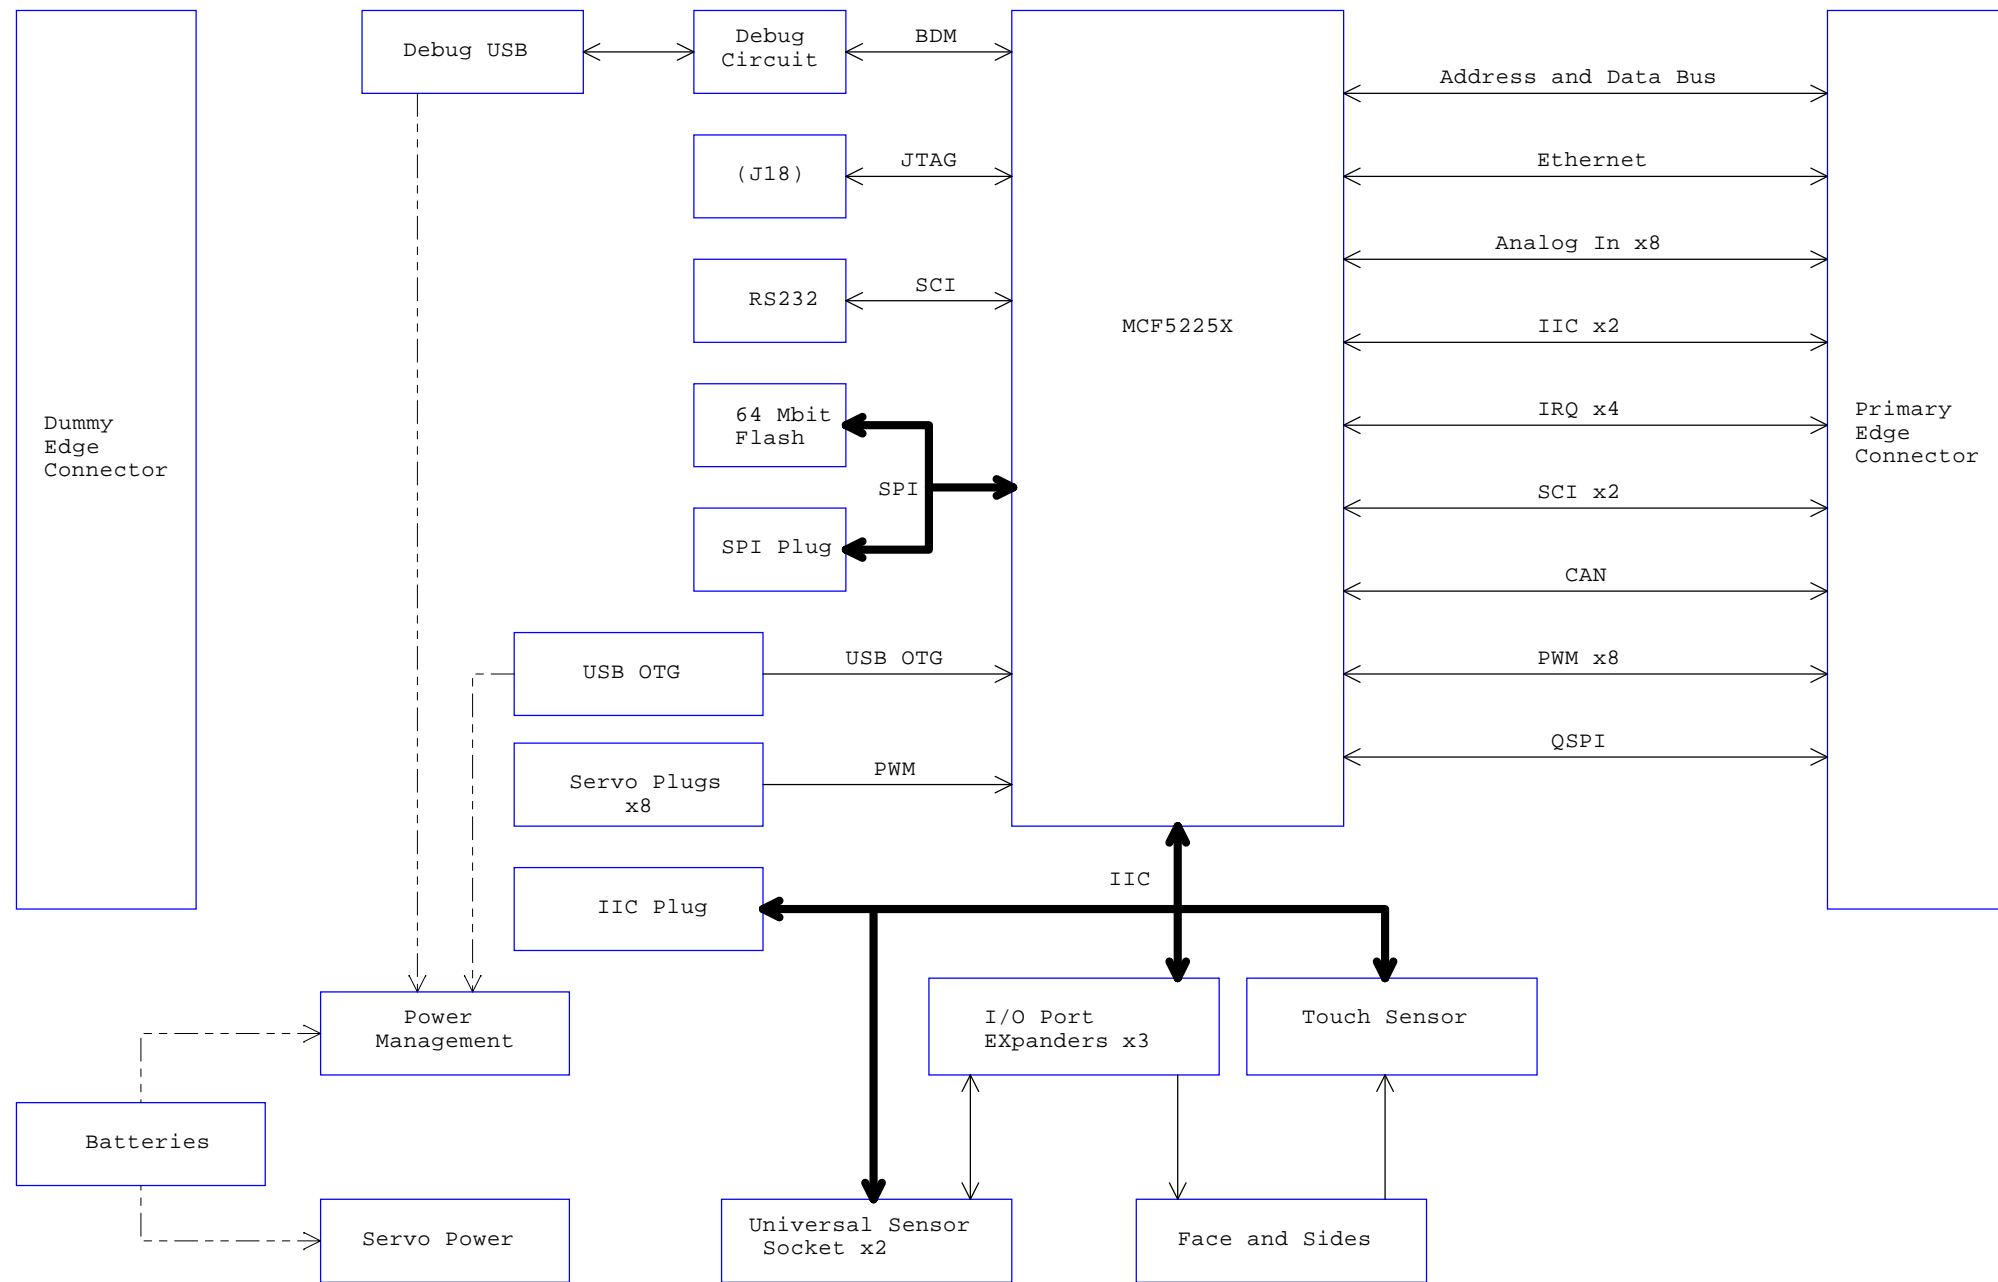 Debug USB
Debug
Circuit
BDM
Address and Data Bus
(J18)
JTAG
Ethernet
RS232
SCI
Analog In x8
MCF5225X
IIC x2
Dummy
Edge
Connector
64 Mbit
Flash
IRQ x4
Primary
Edge
Connector
SPI
SCI x2
SPI Plug
CAN
USB OTG
USB OTG
PWM x8
Servo Plugs
x8
PWM
QSPI
IIC Plug
IIC
Power
Management
I/O Port
EXpanders x3
Touch Sensor
Batteries
Servo Power
Universal Sensor
Socket x2
Face and Sides